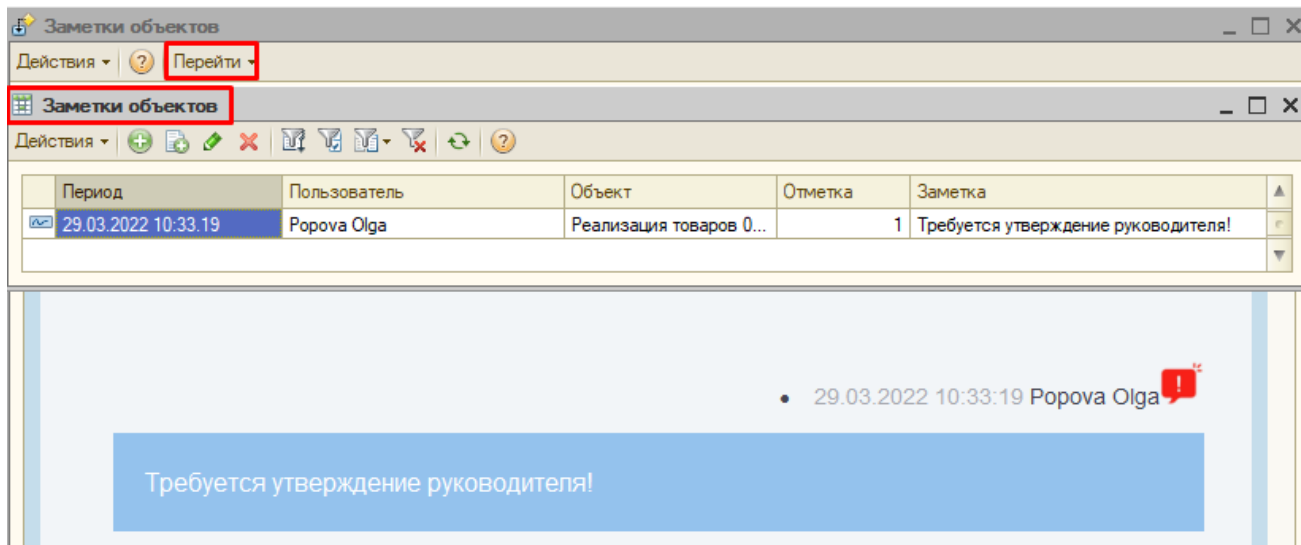 Заметки объектов
Действия Перейти
Заметки объектов
Действия
Период Пользователь Объект Отметка Заметка
29.03.2022 10:33.19 Popova Olga Реализация товаров 0... 1 Требуется утверждение руководителя!
• 29.03.2022 10:33:19 Popova Olga
Требуется утверждение руководителя!